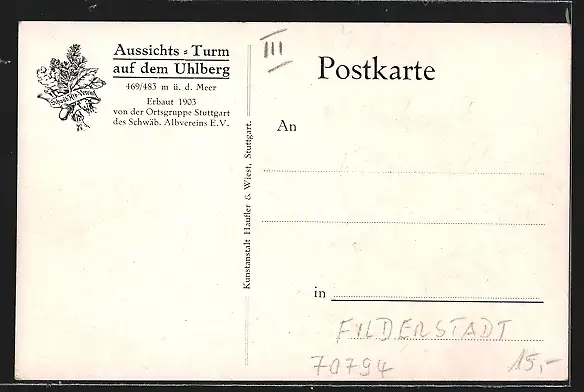 Aussichts-Turm
auf dem Uhlberg
469/483 m ü. d. Meer
Erbaut 1903
von der Ortsgruppe Stuttgart
des Schwäb. Albvereins E.V.
Kunstanstalt Haufler & Wiest, Stuttgart.
III
Postkarte
An
in
FILDERSTADT
70794
15,-